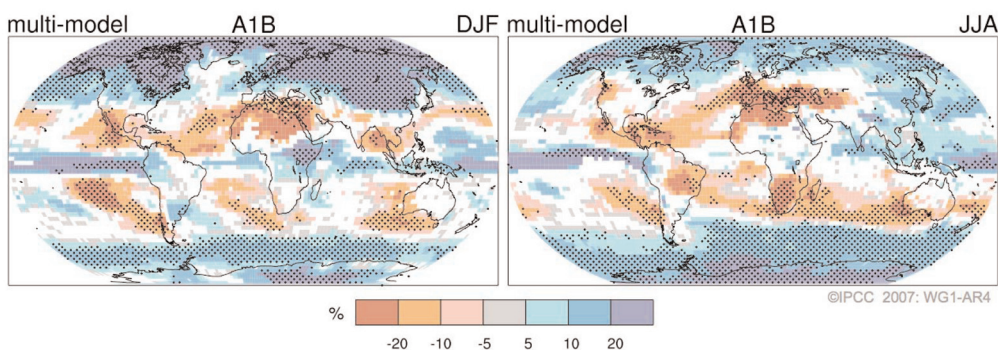 multi-model A1B DJF
multi-model A1B JJA
©IPCC 2007: WG1-AR4
%
-20 -10 -5 5 10 20